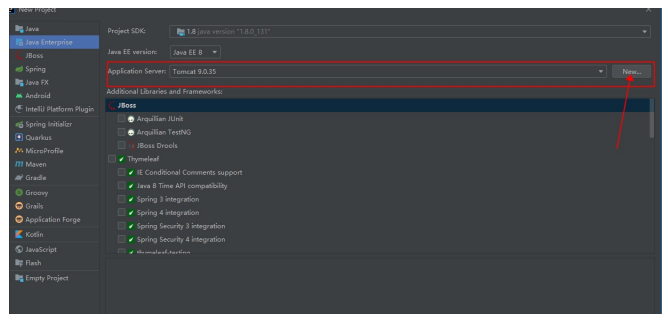 New Project
Java
Java Enterprise
JBoss
Spring
Java FX
Android
IntelliJ Platform Plugin
Spring Initializr
Quarkus
MicroProfile
Maven
Gradle
Groovy
Grails
Application Forge
Kotlin
JavaScript
Flash
Empty Project
Project SDK: 1.8 java version "1.8.0_131"
Java EE version: Java EE 8
Application Server: Tomcat 9.0.35 New...
Additional Libraries and Frameworks:
JBoss
Arquillian JUnit
Arquillian TestNG
JBoss Drools
Thymeleaf
IE Conditional Comments support
Java 8 Time API compatibility
Spring 3 integration
Spring 4 integration
Spring Security 3 integration
Spring Security 4 integration
thymeleaf-testing